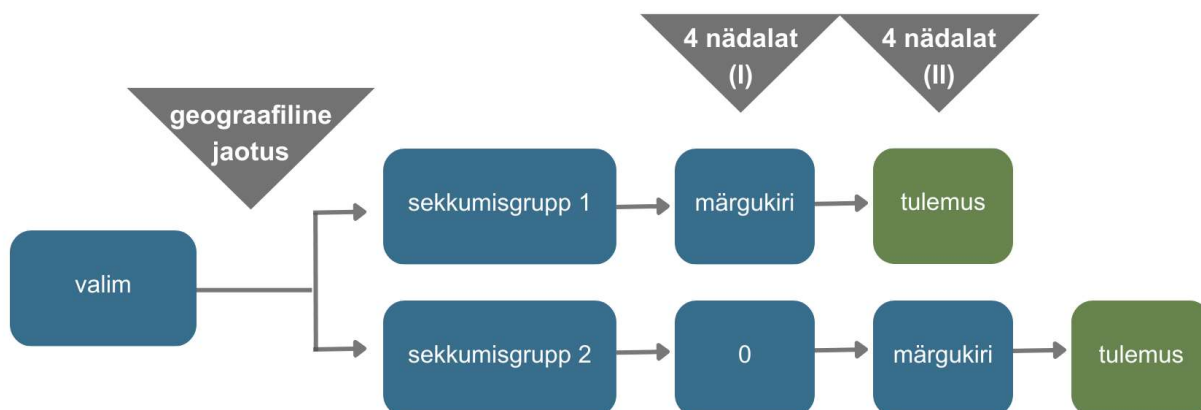 4 nädalat
(I)
4 nädalat
(II)
geograafiline
jaotus
sekkumisgrupp 1
märgukiri
tulemus
valim
sekkumisgrupp 2
0
märgukiri
tulemus